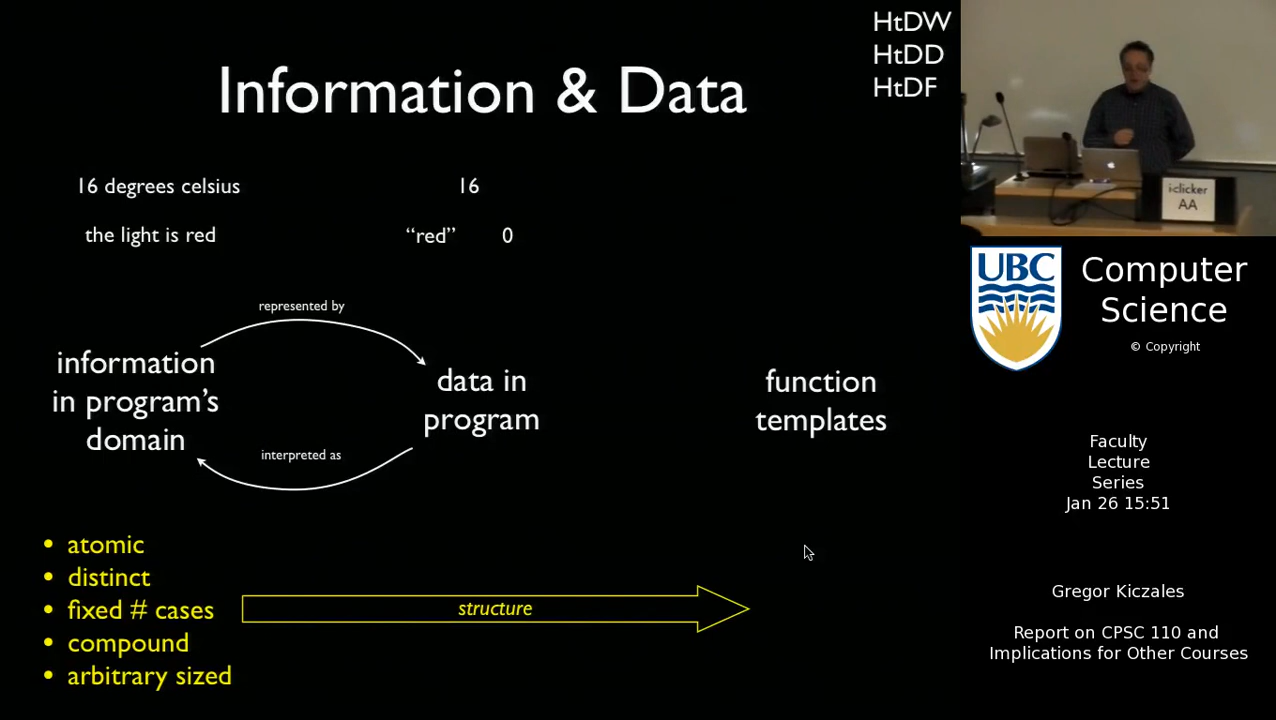 HtDW
HtDD
HtDF
Information & Data
16 degrees celsius
16
the light is red
“red”
0
represented by
information
in program’s
domain
data in
program
function
templates
interpreted as
• atomic
• distinct
• fixed # cases
• compound
• arbitrary sized
structure
i-clicker
AA
UBC
Computer
Science
© Copyright
Faculty
Lecture
Series
Jan 26 15:51
Gregor Kiczales
Report on CPSC 110 and
Implications for Other Courses